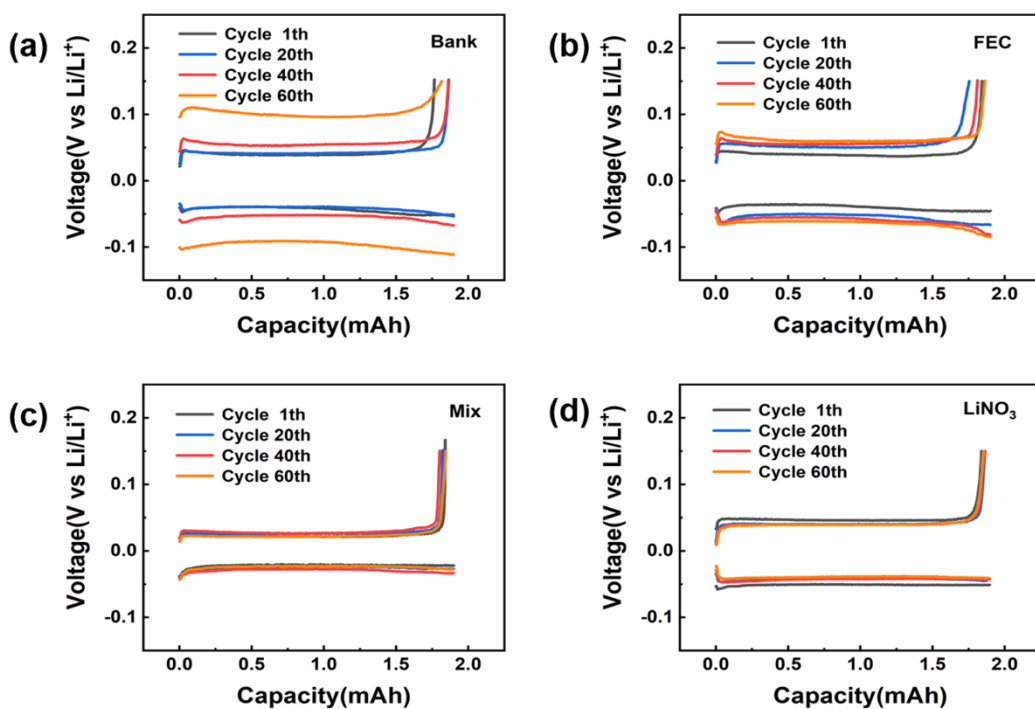 (a)
Bank
Cycle 1th
Cycle 20th
Cycle 40th
Cycle 60th
0.2
0.1
0.0
-0.1
Voltage(V vs Li/Li⁺)
0.0 0.5 1.0 1.5 2.0
Capacity(mAh)
(b)
FEC
Cycle 1th
Cycle 20th
Cycle 40th
Cycle 60th
0.2
0.1
0.0
-0.1
Voltage(V vs Li/Li⁺)
0.0 0.5 1.0 1.5 2.0
Capacity(mAh)
(c)
Mix
Cycle 1th
Cycle 20th
Cycle 40th
Cycle 60th
0.2
0.1
0.0
-0.1
Voltage(V vs Li/Li⁺)
0.0 0.5 1.0 1.5 2.0
Capacity(mAh)
(d)
LiNO₃
Cycle 1th
Cycle 20th
Cycle 40th
Cycle 60th
0.2
0.1
0.0
-0.1
Voltage(V vs Li/Li⁺)
0.0 0.5 1.0 1.5 2.0
Capacity(mAh)